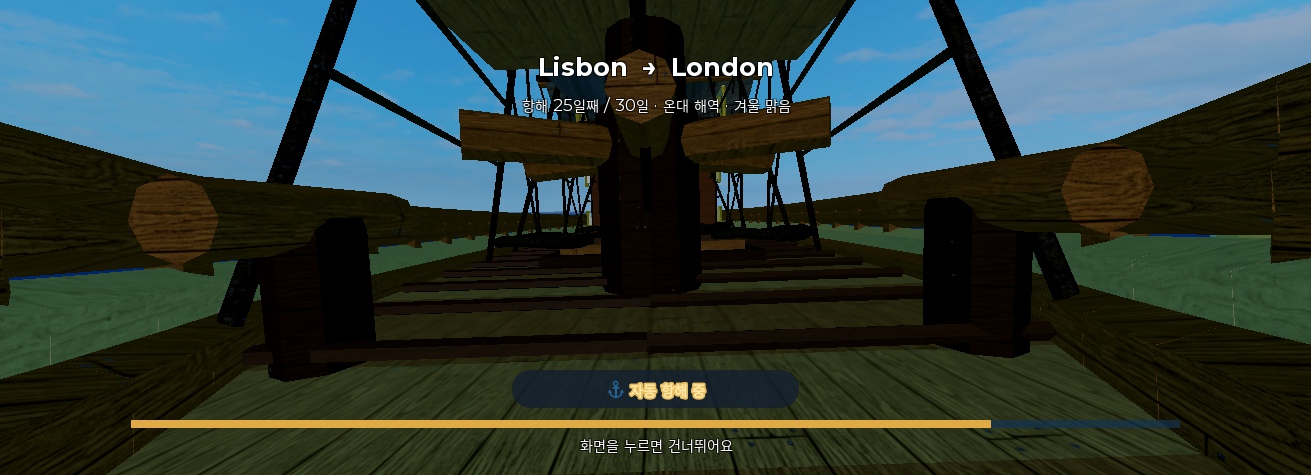 Lisbon → London
항해 25일째 / 30일 · 온대 해역 · 겨울 맑음
⚓ 자동 항해 중
화면을 누르면 건너뛰어요